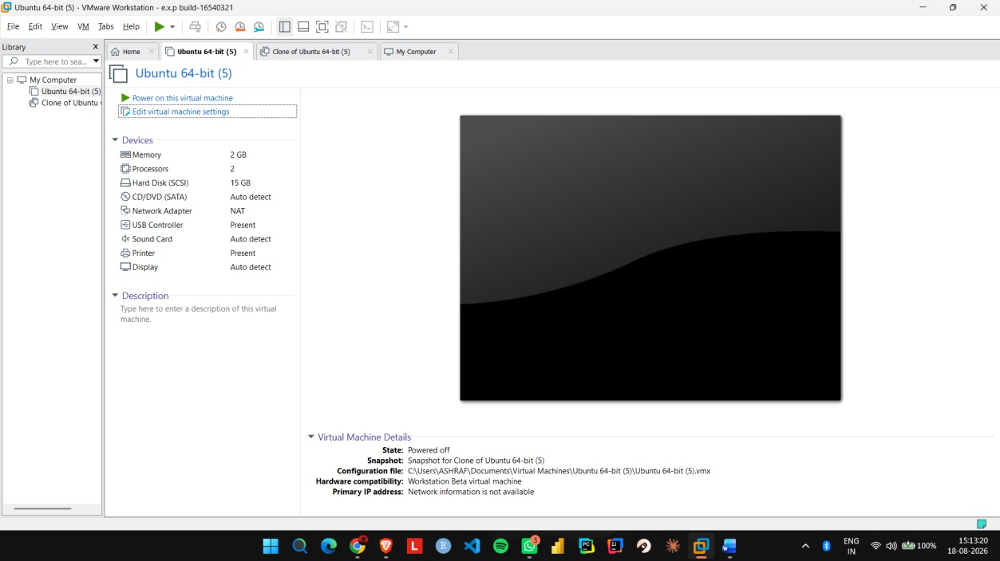 Ubuntu 64-bit (5) - VMware Workstation - e.x.p build-16540321
File Edit View VM Tabs Help
Library
Type here to sea...
Home
Ubuntu 64-bit (5)
Clone of Ubuntu 64-bit (5)
My Computer
My Computer
Ubuntu 64-bit (5)
Clone of Ubuntu
Ubuntu 64-bit (5)
Power on this virtual machine
Edit virtual machine settings
Devices
Memory 2 GB
Processors 2
Hard Disk (SCSI) 15 GB
CD/DVD (SATA) Auto detect
Network Adapter NAT
USB Controller Present
Sound Card Auto detect
Printer Present
Display Auto detect
Description
Type here to enter a description of this virtual
machine.
Virtual Machine Details
State: Powered off
Snapshot: Snapshot for Clone of Ubuntu 64-bit (5)
Configuration file: C:\Users\ASHRAF\Documents\Virtual Machines\Ubuntu 64-bit (5)\Ubuntu 64-bit (5).vmx
Hardware compatibility: Workstation Beta virtual machine
Primary IP address: Network information is not available
L
R
3
PC
IJ
W
ENG
IN
100%
15:13:20
18-08-2026